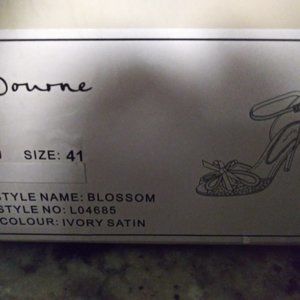 Bourne
SIZE: 41
STYLE NAME: BLOSSOM
STYLE NO: L04685
COLOUR: IVORY SATIN